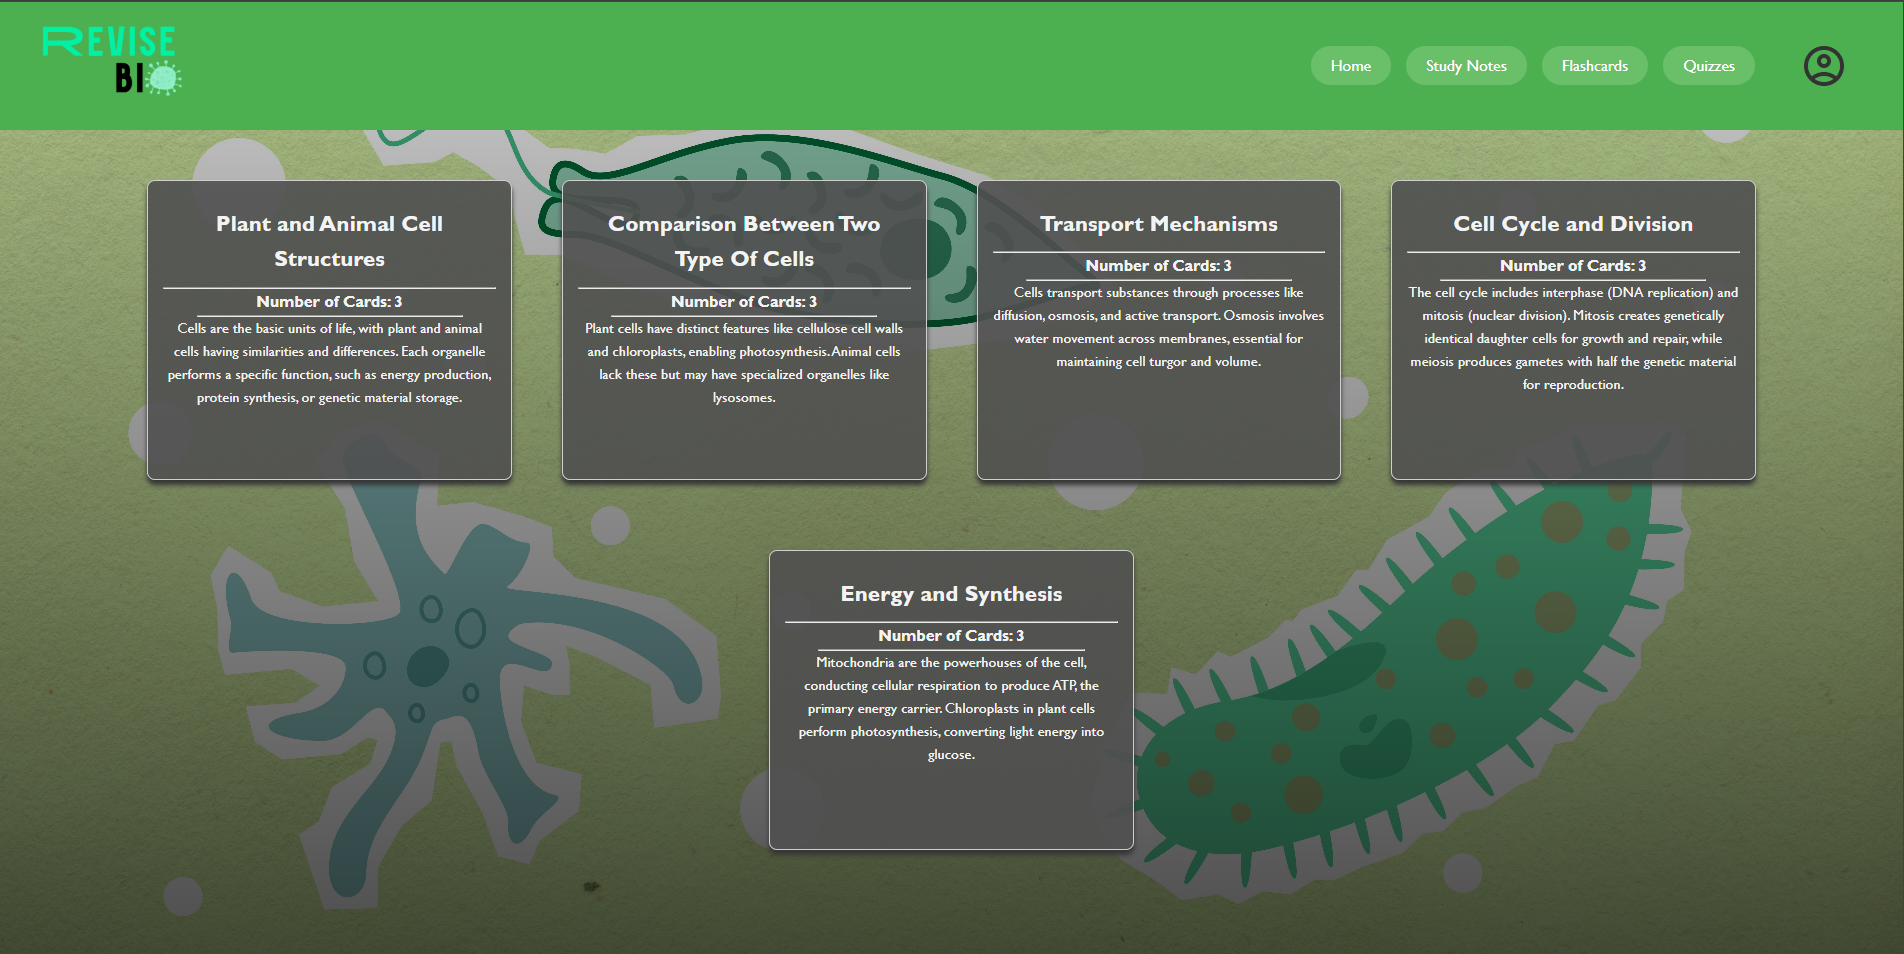 REVISE
BIO
Home
Study Notes
Flashcards
Quizzes
Plant and Animal Cell
Structures
Number of Cards: 3
Cells are the basic units of life, with plant and animal
cells having similarities and differences. Each organelle
performs a specific function, such as energy production,
protein synthesis, or genetic material storage.
Comparison Between Two
Type Of Cells
Number of Cards: 3
Plant cells have distinct features like cellulose cell walls
and chloroplasts, enabling photosynthesis. Animal cells
lack these but may have specialized organelles like
lysosomes.
Transport Mechanisms
Number of Cards: 3
Cells transport substances through processes like
diffusion, osmosis, and active transport. Osmosis involves
water movement across membranes, essential for
maintaining cell turgor and volume.
Cell Cycle and Division
Number of Cards: 3
The cell cycle includes interphase (DNA replication) and
mitosis (nuclear division). Mitosis creates genetically
identical daughter cells for growth and repair, while
meiosis produces gametes with half the genetic material
for reproduction.
Energy and Synthesis
Number of Cards: 3
Mitochondria are the powerhouses of the cell,
conducting cellular respiration to produce ATP, the
primary energy carrier. Chloroplasts in plant cells
perform photosynthesis, converting light energy into
glucose.